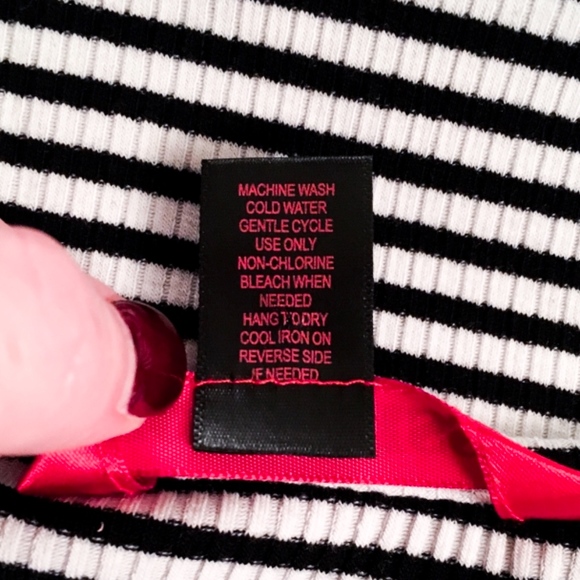 MACHINE WASH
COLD WATER
GENTLE CYCLE
USE ONLY
NON-CHLORINE
BLEACH WHEN
NEEDED
HANG TO DRY
COOL IRON ON
REVERSE SIDE
IF NEEDED